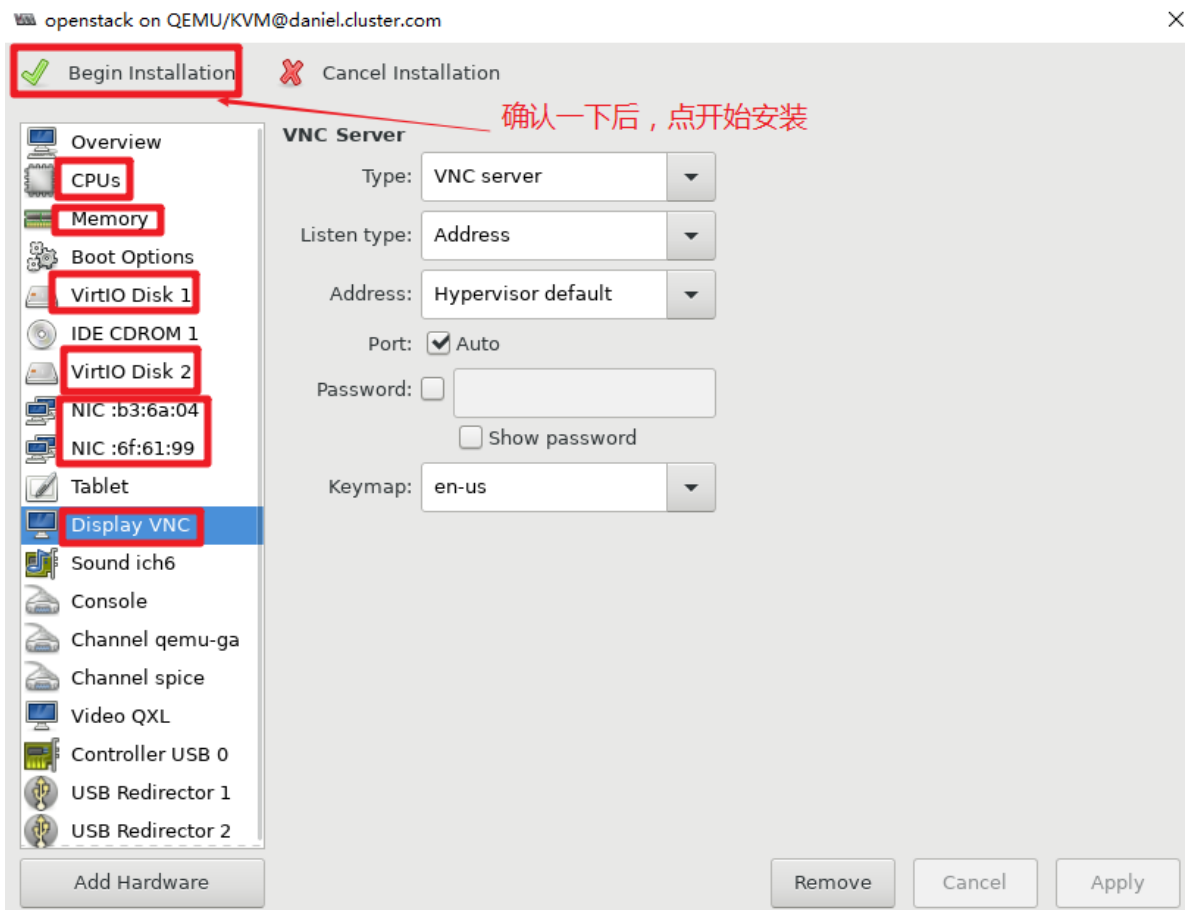 openstack on QEMU/KVM@daniel.cluster.com
Begin Installation
Cancel Installation
确认一下后，点开始安装
Overview
CPUs
Memory
Boot Options
VirtIO Disk 1
IDE CDROM 1
VirtIO Disk 2
NIC :b3:6a:04
NIC :6f:61:99
Tablet
Display VNC
Sound ich6
Console
Channel qemu-ga
Channel spice
Video QXL
Controller USB 0
USB Redirector 1
USB Redirector 2
Add Hardware
VNC Server
Type: VNC server
Listen type: Address
Address: Hypervisor default
Port: Auto
Password:
Show password
Keymap: en-us
Remove
Cancel
Apply